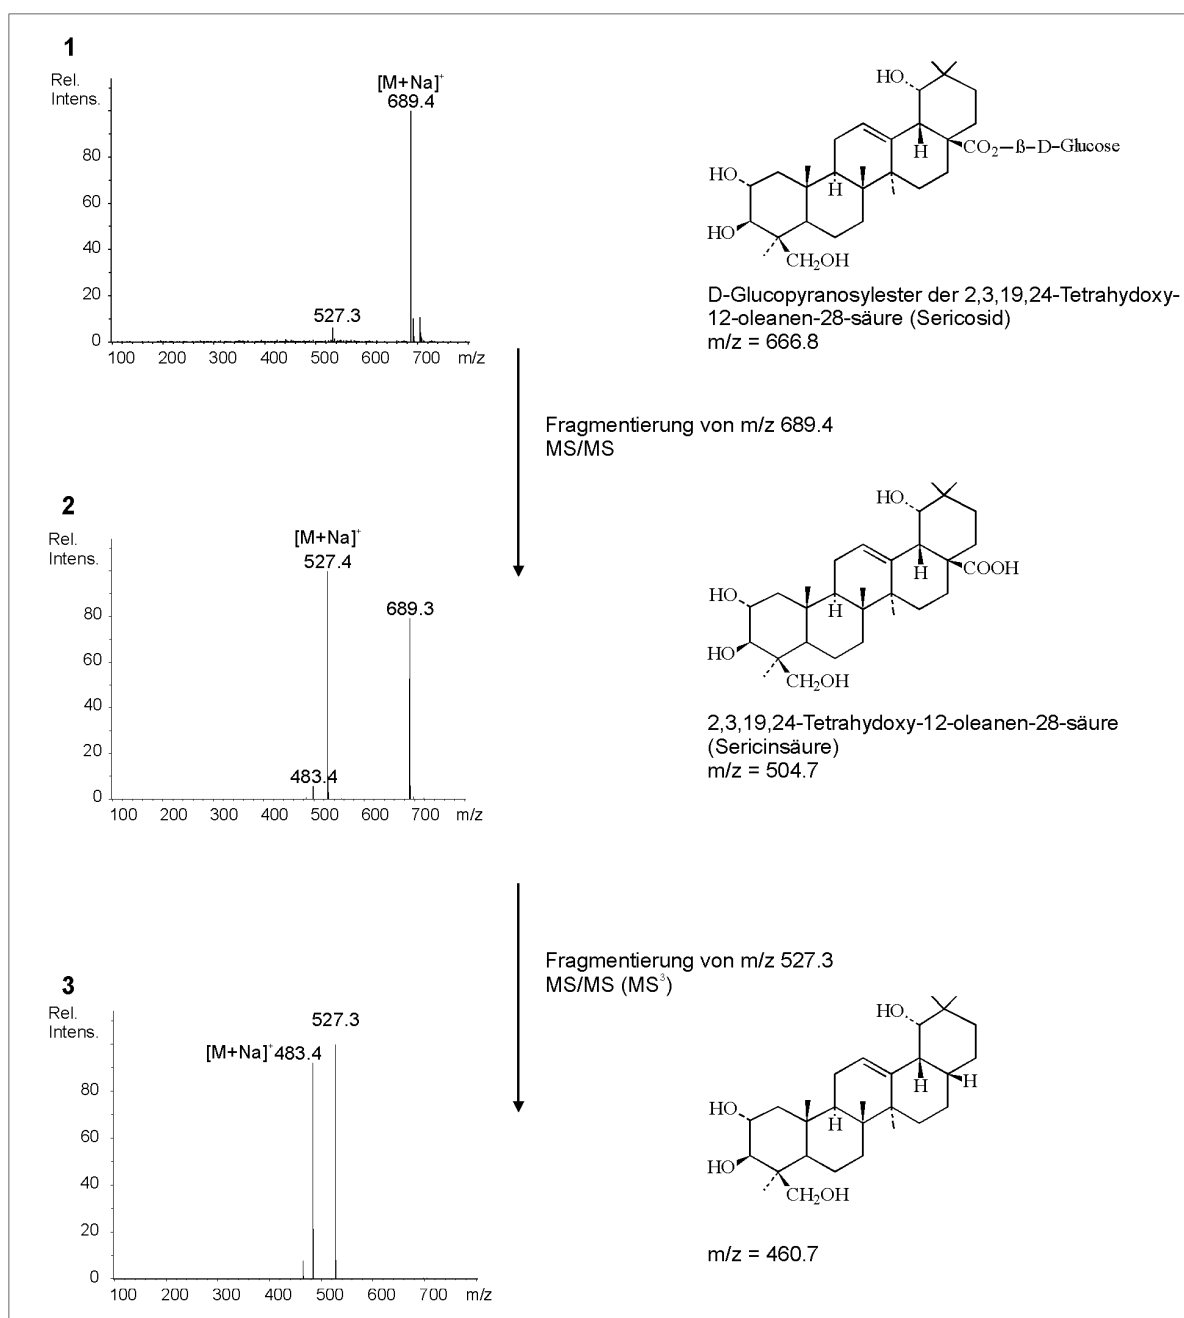 1
Rel.
Intens.
[M+Na]+
689.4
80
60
40
20
0
527.3
100 200 300 400 500 600 700 m/z
HO
HO
HO
H
H
CH2OH
CO2–ß–D–Glucose
D-Glucopyranosylester der 2,3,19,24-Tetrahydoxy-
12-oleanen-28-säure (Sericosid)
m/z = 666.8
Fragmentierung von m/z 689.4
MS/MS
2
Rel.
Intens.
[M+Na]+
527.4
689.3
80
60
40
20
0
483.4
100 200 300 400 500 600 700 m/z
HO
HO
HO
H
H
CH2OH
COOH
2,3,19,24-Tetrahydoxy-12-oleanen-28-säure
(Sericinsäure)
m/z = 504.7
Fragmentierung von m/z 527.3
MS/MS (MS3)
3
Rel.
Intens.
527.3
[M+Na]+ 483.4
80
60
40
20
0
100 200 300 400 500 600 700 m/z
HO
HO
HO
H
H
H
CH2OH
m/z = 460.7